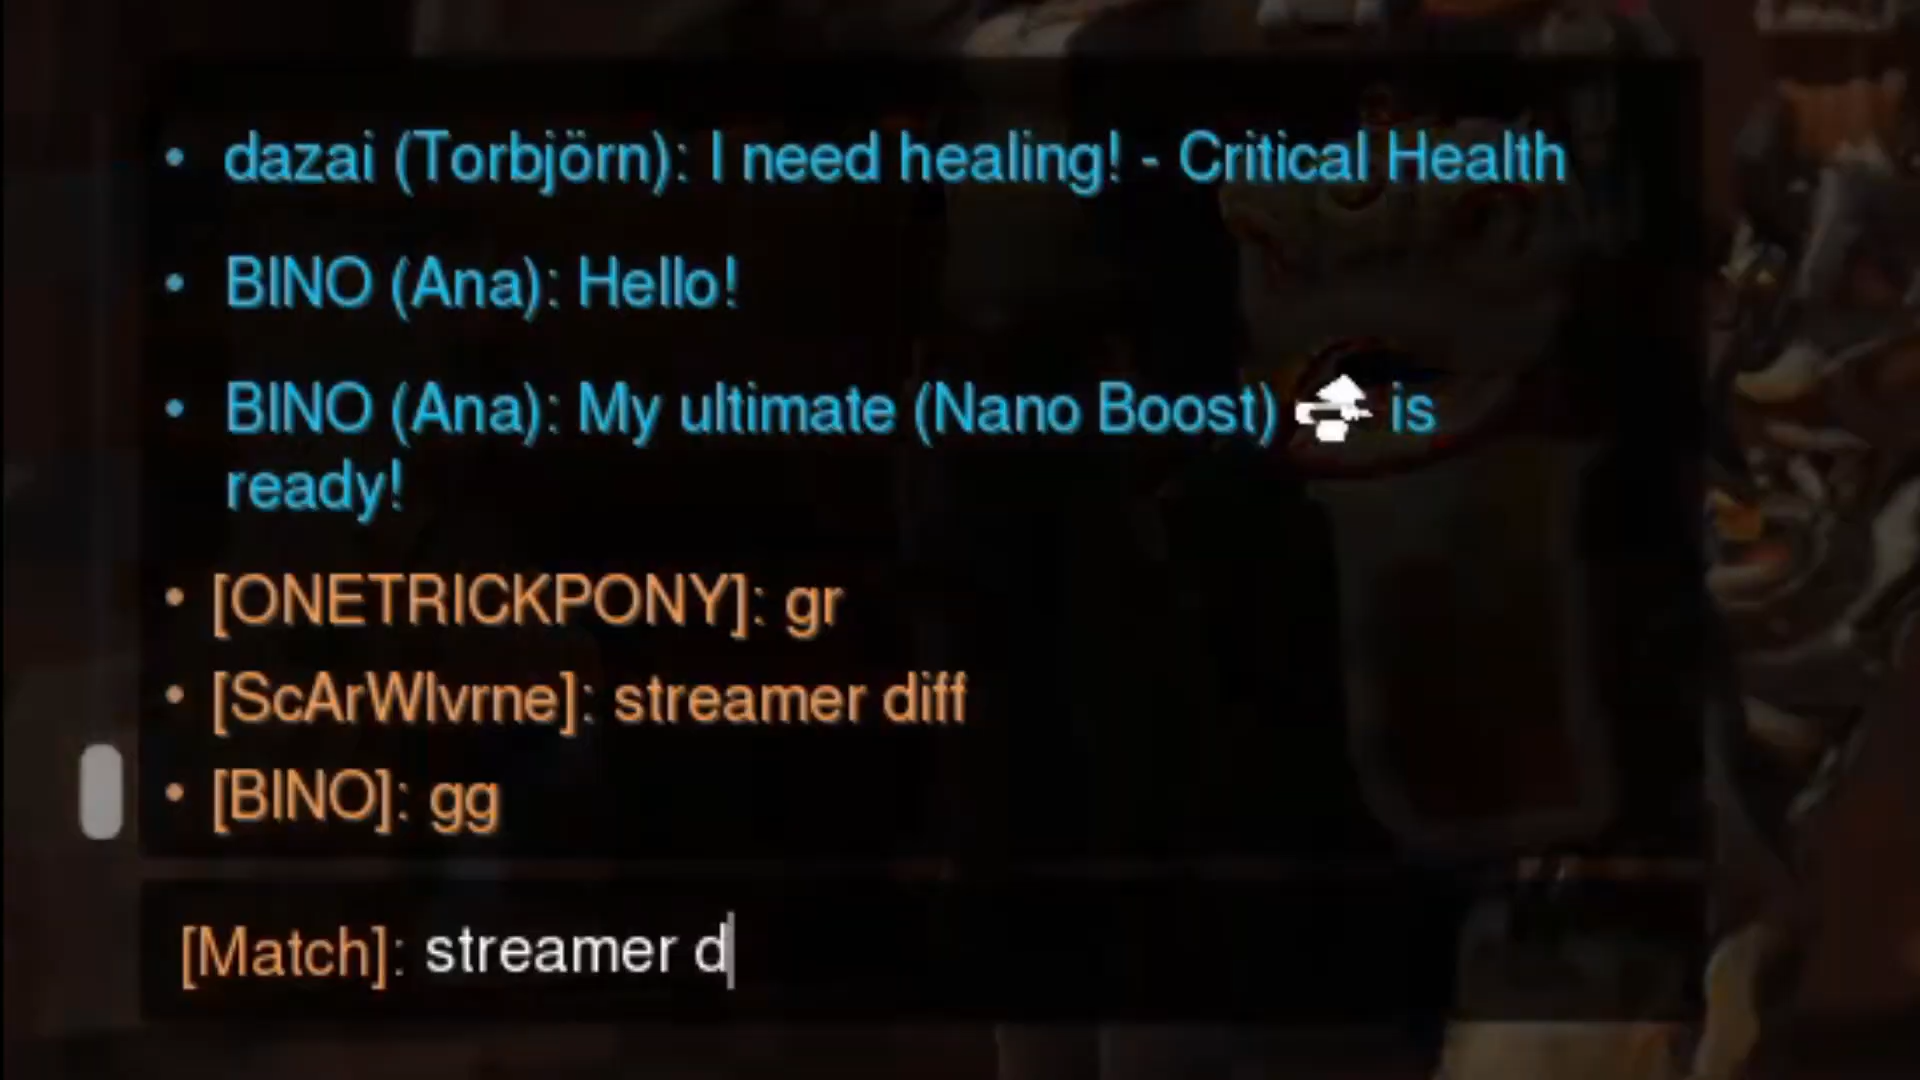 • dazai (Torbjörn): I need healing! - Critical Health
• BINO (Ana): Hello!
• BINO (Ana): My ultimate (Nano Boost) is
ready!
• [ONETRICKPONY]: gr
• [ScArWlvrne]: streamer diff
• [BINO]: gg
[Match]: streamer d